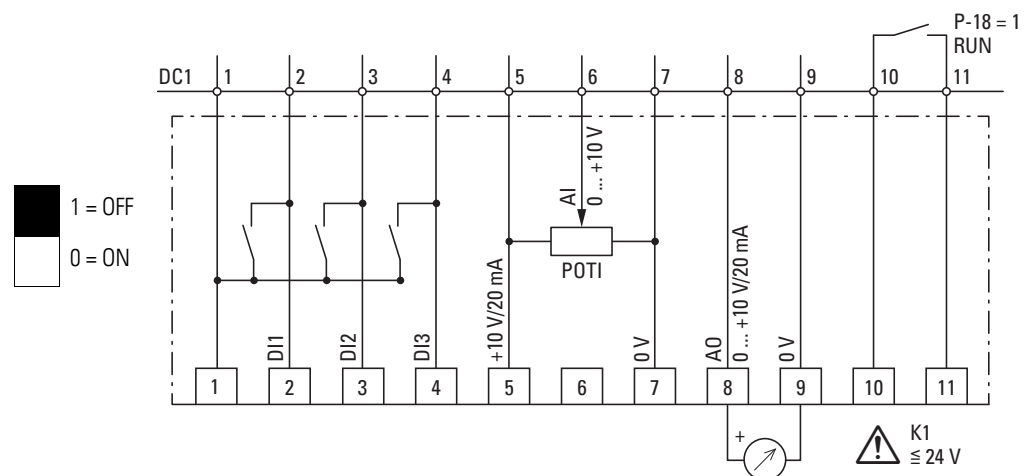 P-18 = 1
RUN
DC1 1 2 3 4 5 6 7 8 9 10 11
1 = OFF
0 = ON
AI
0 ... +10 V
POTI
DI1
DI2
DI3
+10 V/20 mA
0 V
AO
0 ... +10 V/20 mA
0 V
1 2 3 4 5 6 7 8 9 10 11
+
K1
≦ 24 V